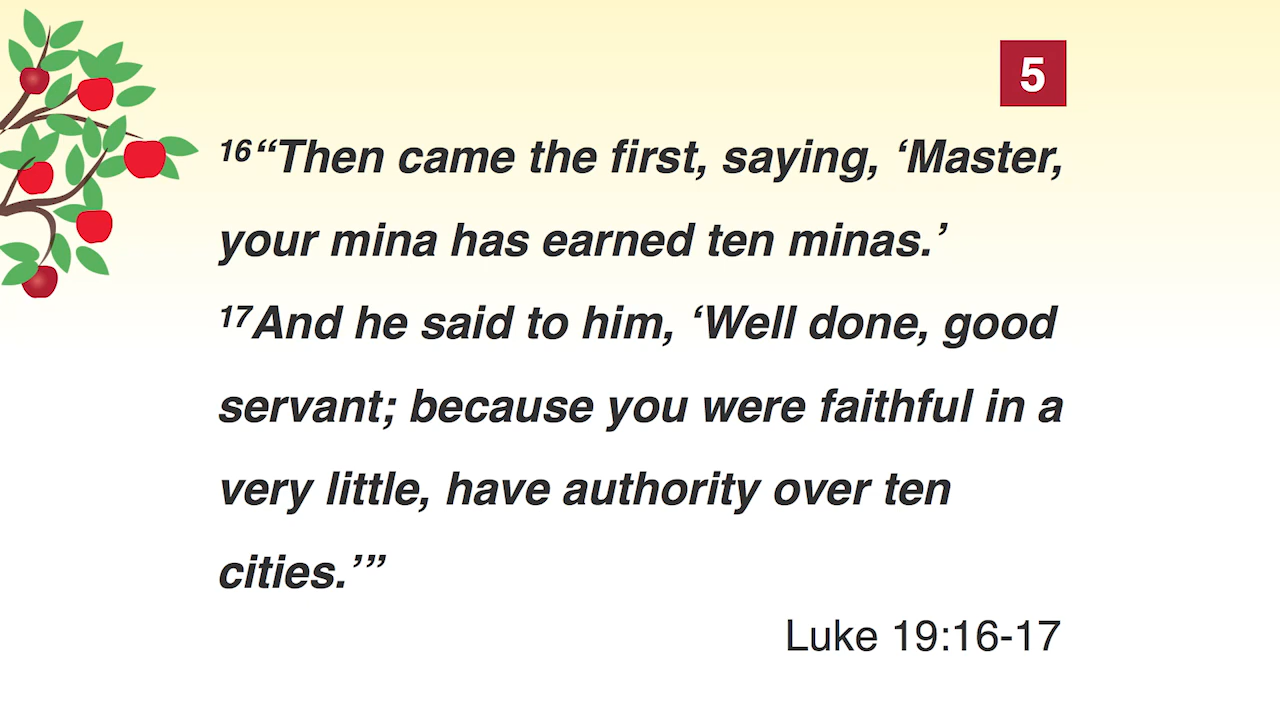 5
16“Then came the first, saying, ‘Master,
your mina has earned ten minas.’
17And he said to him, ‘Well done, good
servant; because you were faithful in a
very little, have authority over ten
cities.’”
Luke 19:16-17